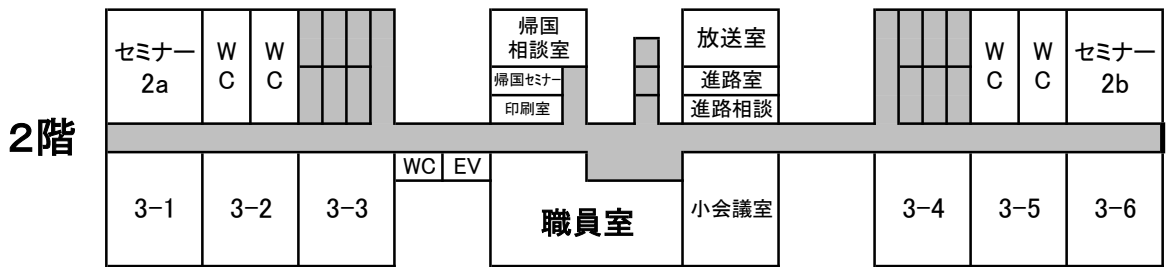 2階
セミナー
2a
W
C
W
C
帰国
相談室
帰国セミナー
印刷室
放送室
進路室
進路相談
W
C
W
C
セミナー
2b
3-1
3-2
3-3
WC
EV
職員室
小会議室
3-4
3-5
3-6